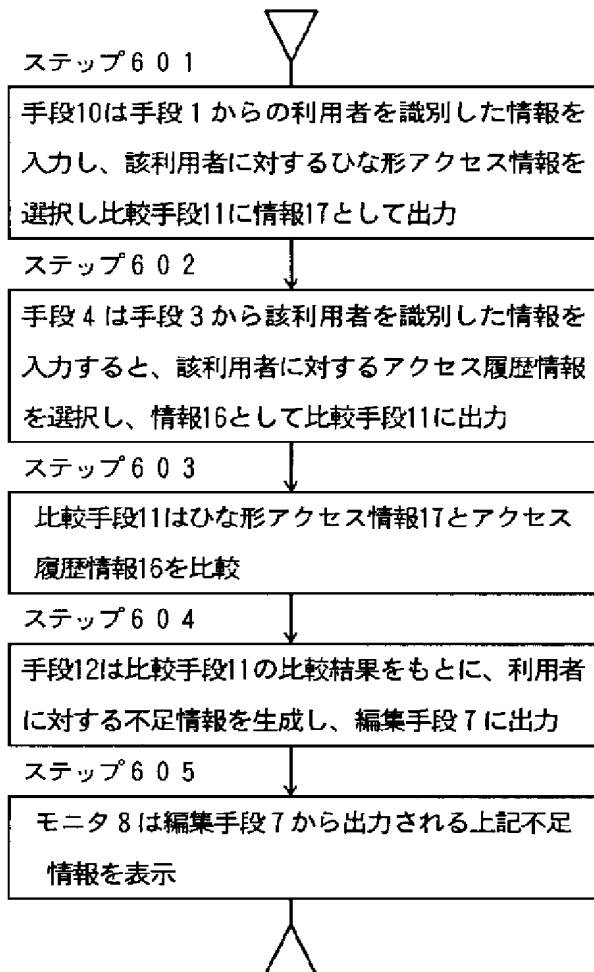 ステップ６０１
手段10は手段１からの利用者を識別した情報を
入力し、該利用者に対するひな形アクセス情報を
選択し比較手段11に情報17として出力
ステップ６０２
手段４は手段３から該利用者を識別した情報を
入力すると、該利用者に対するアクセス履歴情報
を選択し、情報16として比較手段11に出力
ステップ６０３
比較手段11はひな形アクセス情報17とアクセス
履歴情報16を比較
ステップ６０４
手段12は比較手段11の比較結果をもとに、利用者
に対する不足情報を生成し、編集手段７に出力
ステップ６０５
モニタ８は編集手段７から出力される上記不足
情報を表示